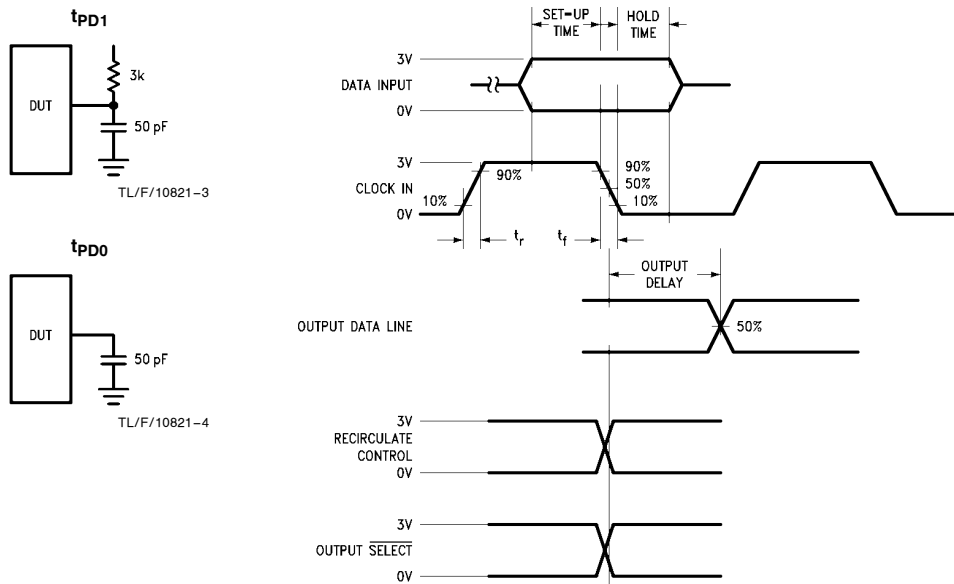 tPD1
DUT
3k
50 pF
TL/F/10821–3
tPD0
DUT
50 pF
TL/F/10821–4
SET–UP TIME
HOLD TIME
3V
DATA INPUT
0V
3V
CLOCK IN
0V
10%
90%
90%
50%
10%
tr
tf
OUTPUT DELAY
OUTPUT DATA LINE
50%
3V
RECIRCULATE CONTROL
0V
3V
OUTPUT SELECT
0V